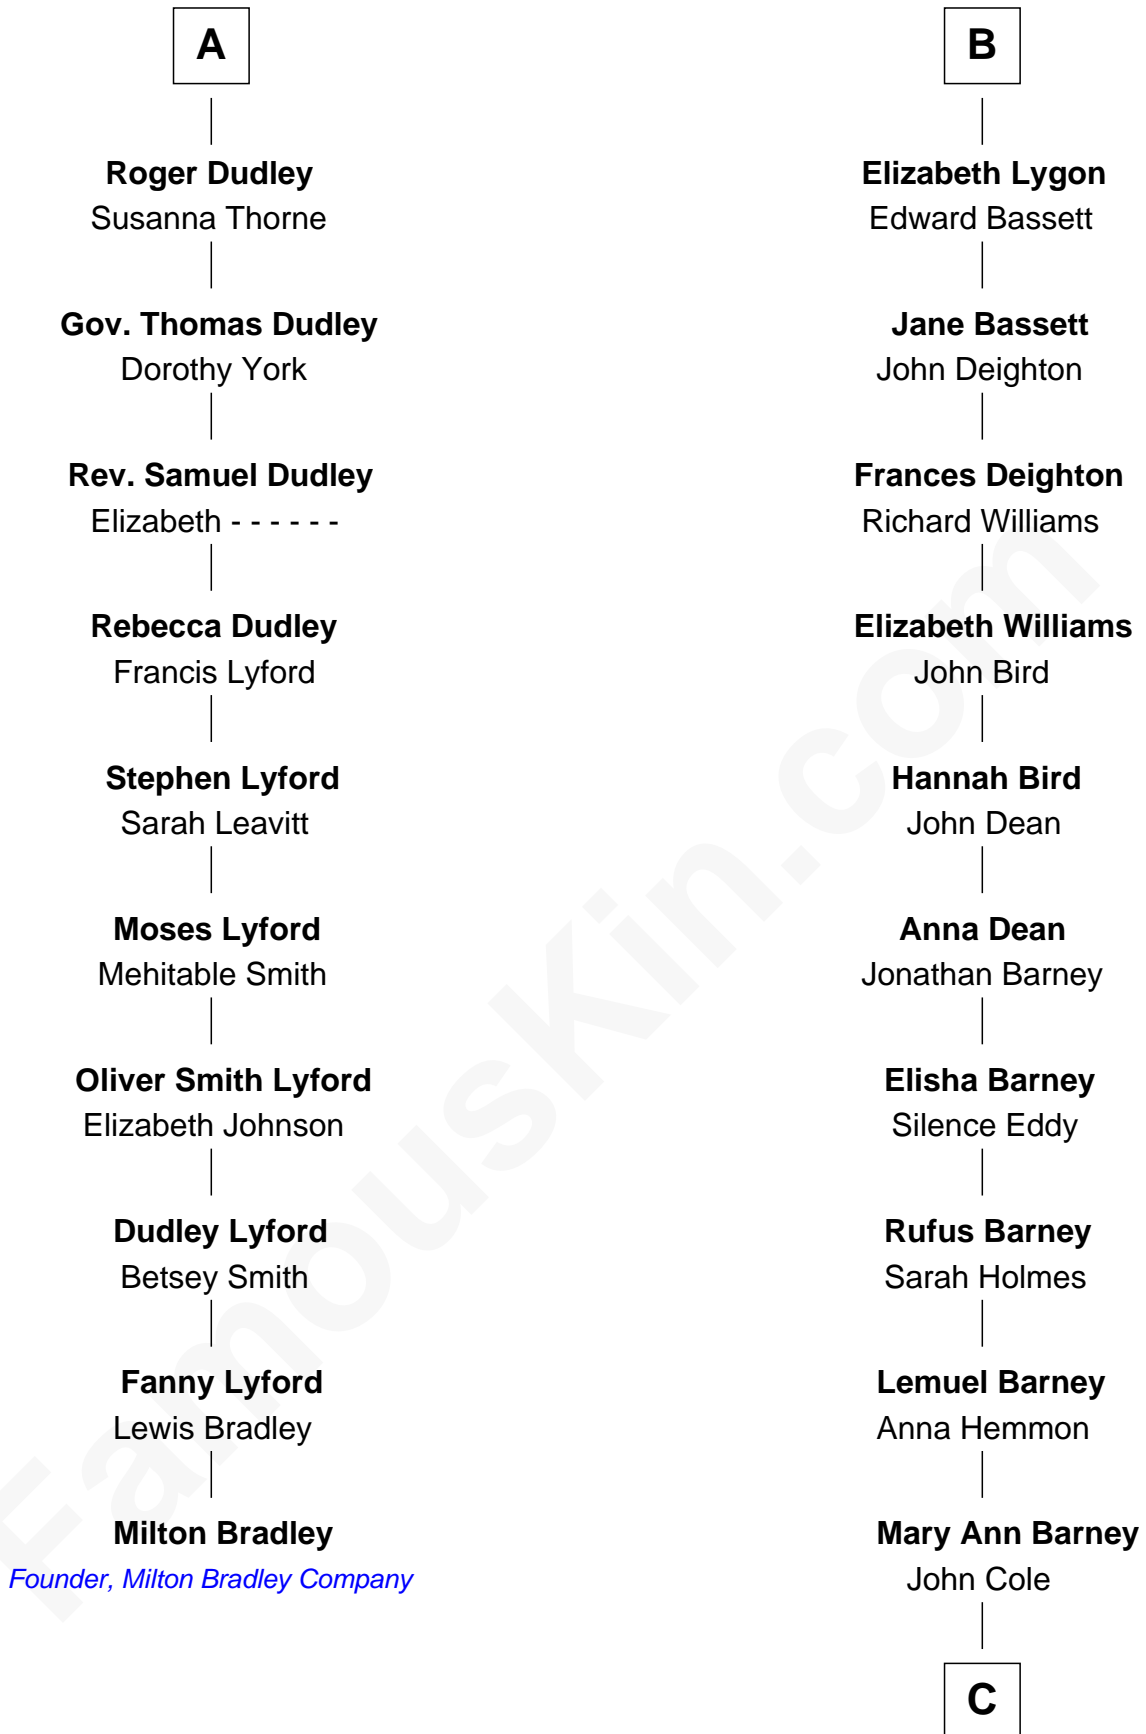 A
Roger Dudley
Susanna Thorne
Gov. Thomas Dudley
Dorothy York
Rev. Samuel Dudley
Elizabeth - - - - - -
Rebecca Dudley
Francis Lyford
Stephen Lyford
Sarah Leavitt
Moses Lyford
Mehitable Smith
Oliver Smith Lyford
Elizabeth Johnson
Dudley Lyford
Betsey Smith
Fanny Lyford
Lewis Bradley
Milton Bradley
Founder, Milton Bradley Company
B
Elizabeth Lygon
Edward Bassett
Jane Bassett
John Deighton
Frances Deighton
Richard Williams
Elizabeth Williams
John Bird
Hannah Bird
John Dean
Anna Dean
Jonathan Barney
Elisha Barney
Silence Eddy
Rufus Barney
Sarah Holmes
Lemuel Barney
Anna Hemmon
Mary Ann Barney
John Cole
C
FamousKin.com